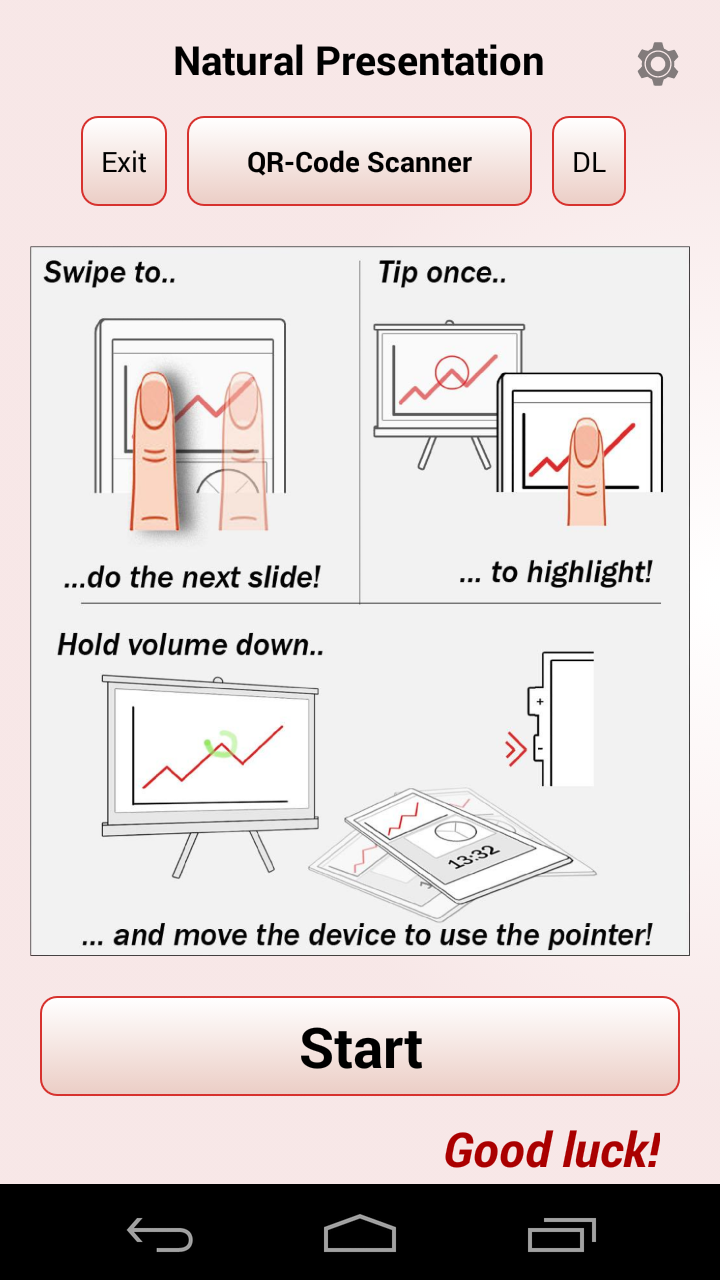 Natural Presentation
Exit
QR-Code Scanner
DL
Swipe to..
Tip once..
...do the next slide!
... to highlight!
Hold volume down..
+
-
13:32
... and move the device to use the pointer!
Start
Good luck!